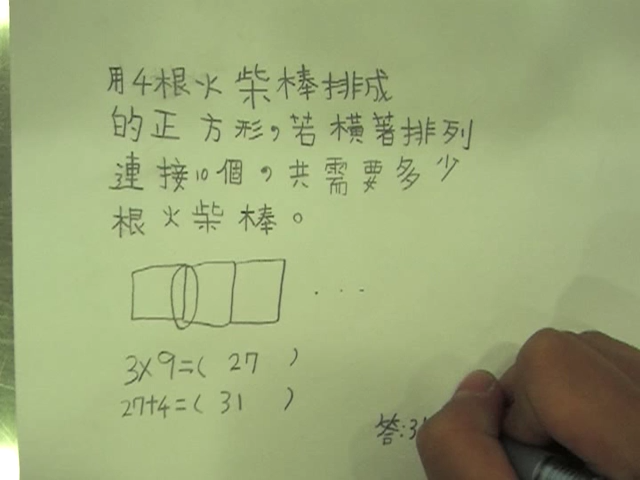 用4根火柴棒排成
的正方形,若橫著排列
連接10個,共需要多少
根火柴棒。
...
3×9=( 27 )
27+4=( 31 )
答:31